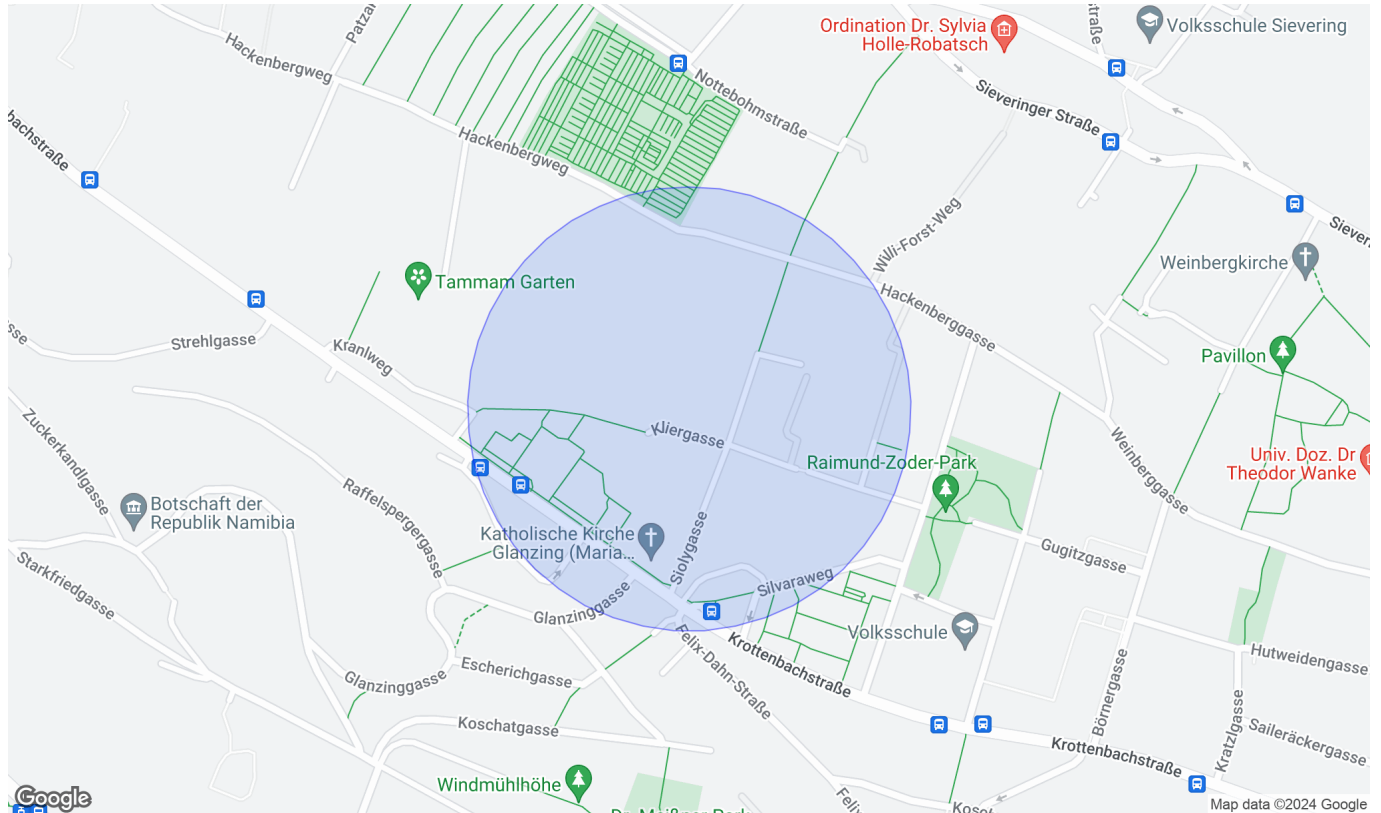 Ordination Dr. Sylvia
Holle-Robatsch
Volksschule Sievering
Hackenbergweg
Nottebohmstraße
Sieveringer Straße
Hackenbergweg
Willi-Forst-Weg
Weinbergkirche
Tammam Garten
Hackenberggasse
Strehlgasse
Kranlweg
Pavillon
Zuckerkandlgasse
Kliergasse
Weinberggasse
Raimund-Zoder-Park
Univ. Doz. Dr
Theodor Wanke
Raffelspergergasse
Botschaft der
Republik Namibia
Katholische Kirche
Glanzing (Maria...
Siolygasse
Gugitzgasse
Starkfriedgasse
Silvaraweg
Glanzinggasse
Volksschule
Felix-Dahn-Straße
Krottenbachstraße
Hutweidengasse
Escherichgasse
Glanzinggasse
Börnergasse
Koschatgasse
Kratzlgasse
Saileräckergasse
Krottenbachstraße
Windmühlhöhe
Google
Map data ©2024 Google